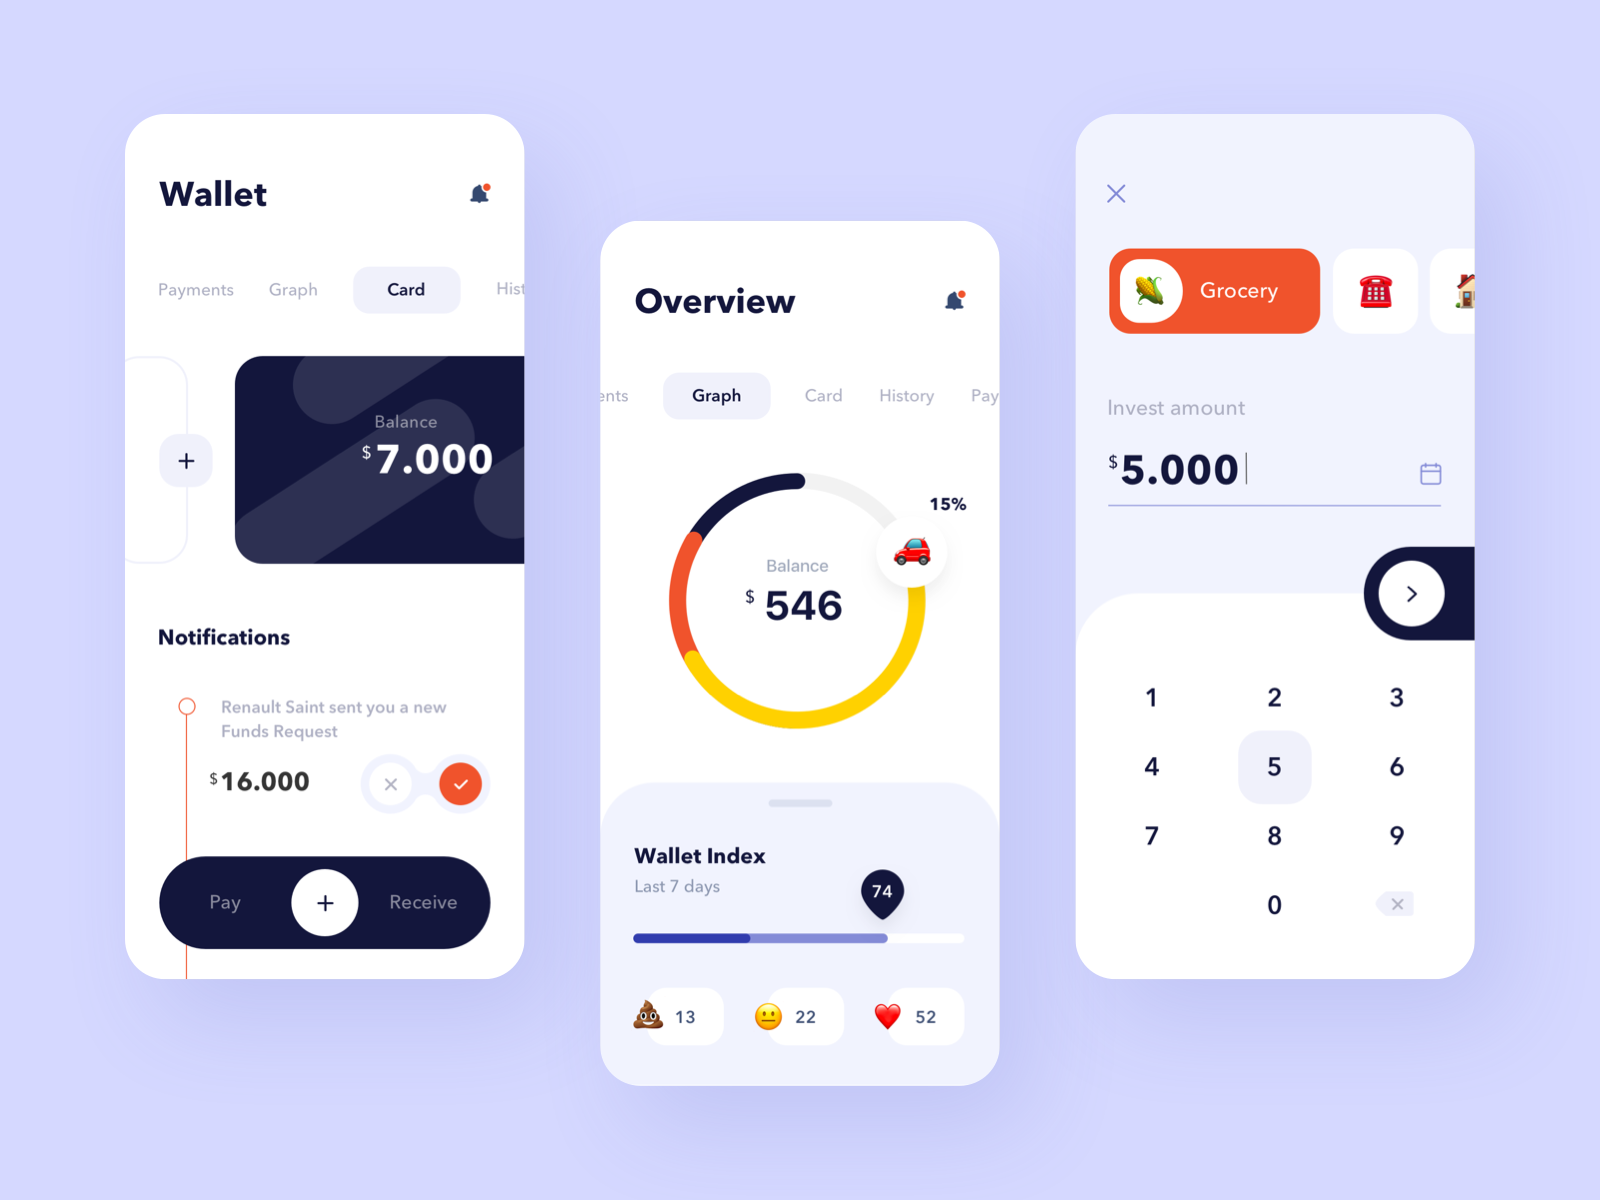 Wallet
Payments Graph Card Hist
Balance
$7.000
Notifications
Renault Saint sent you a new
Funds Request
$16.000
Pay + Receive
Overview
ents Graph Card History Pay
15%
Balance
$546
Wallet Index
Last 7 days
74
13 22 52
Grocery
Invest amount
$5.000
1 2 3
4 5 6
7 8 9
0